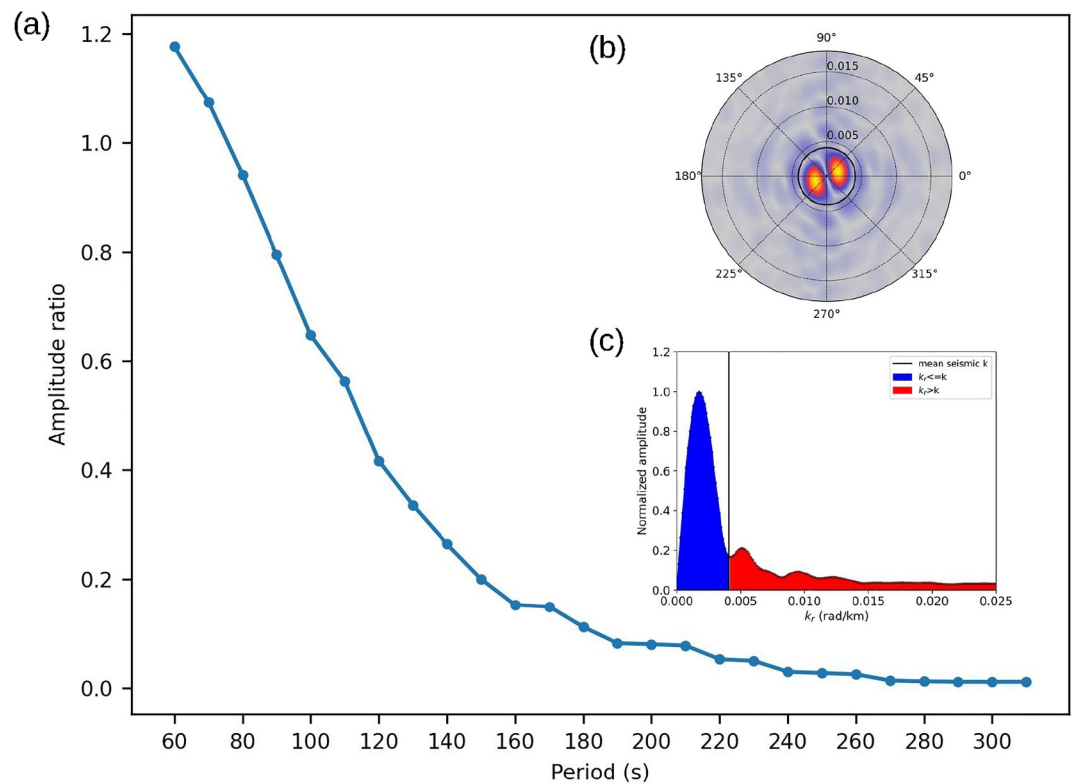 (a)
1.2
1.0
0.8
0.6
0.4
0.2
0.0
Amplitude ratio
60 80 100 120 140 160 180 200 220 240 260 280 300
Period (s)
(b)
90°
135° 45°
0.015
0.010
0.005
180° 0°
225° 315°
270°
(c)
1.2
1.0
0.8
0.6
0.4
0.2
0.0
Normalized amplitude
mean seismic k
kr<=k
kr>k
0.000 0.005 0.010 0.015 0.020 0.025
kr (rad/km)